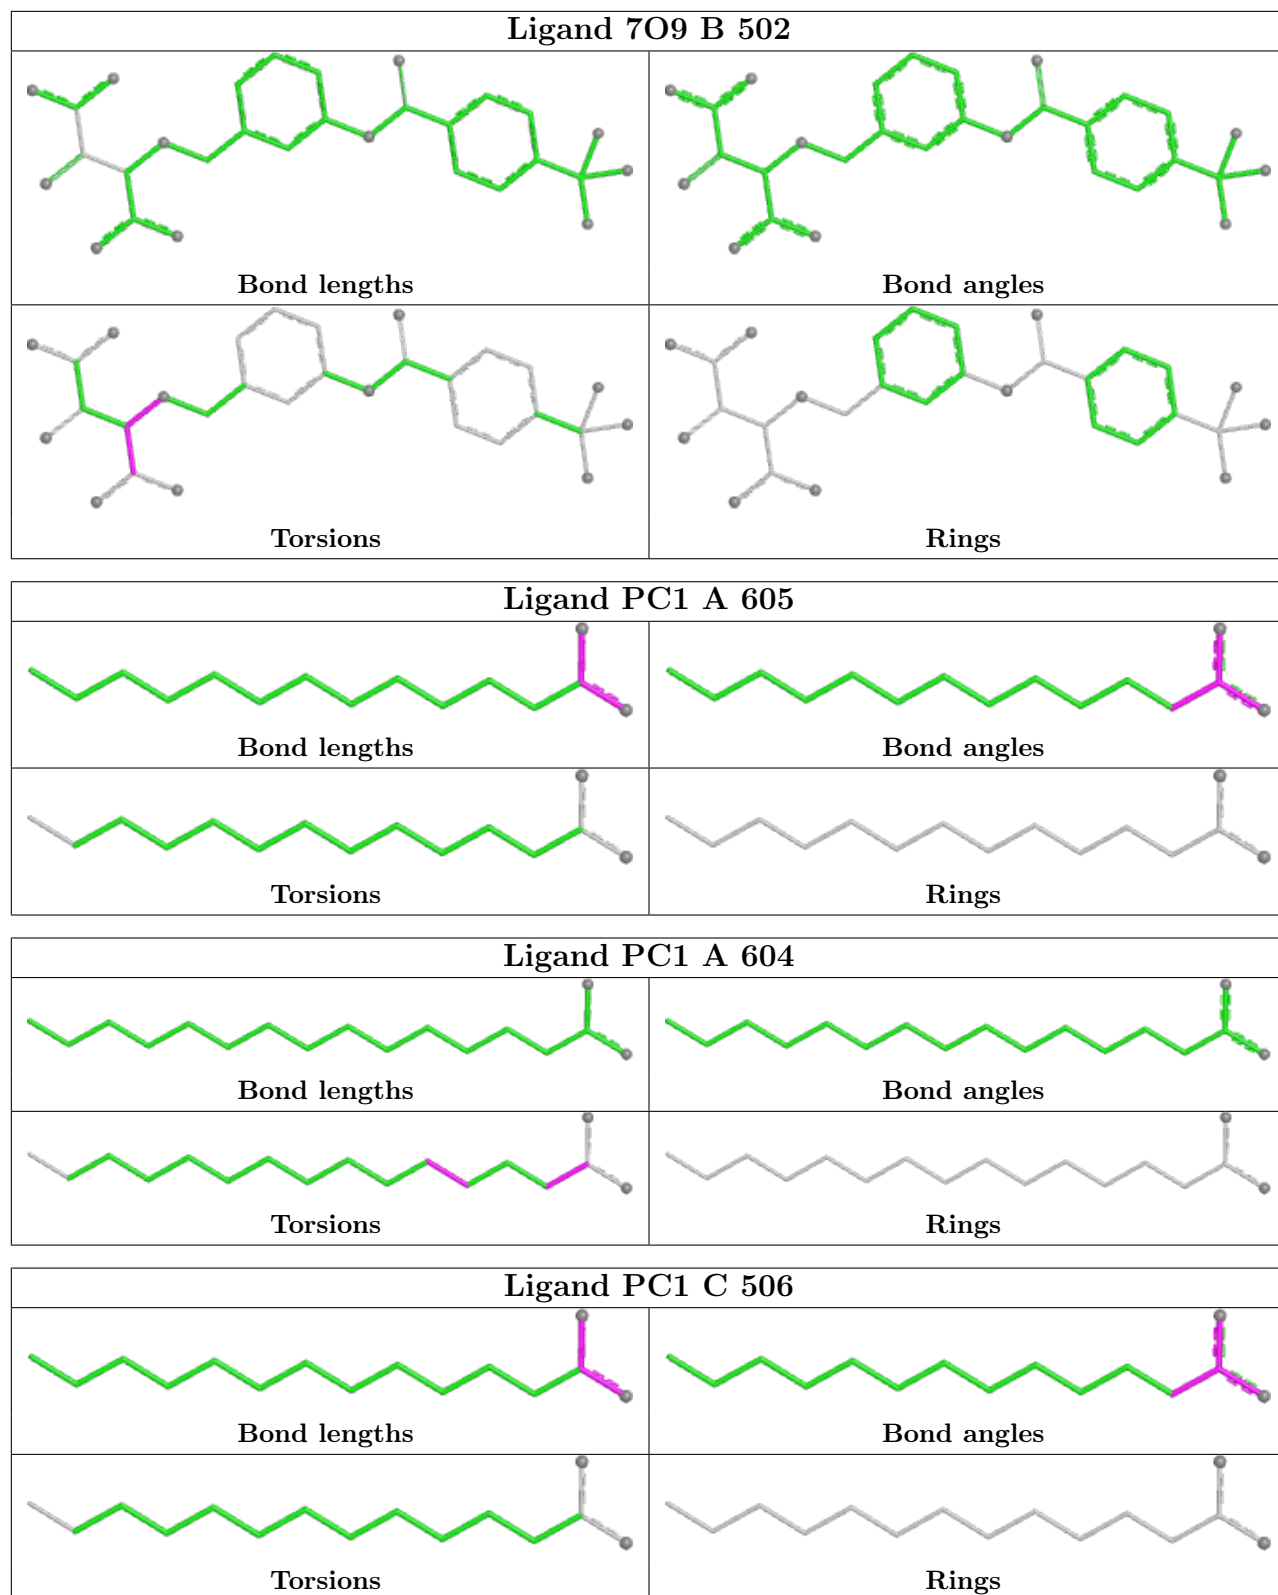 Ligand 7O9 B 502
Bond lengths
Bond angles
Torsions
Rings
Ligand PC1 A 605
Bond lengths
Bond angles
Torsions
Rings
Ligand PC1 A 604
Bond lengths
Bond angles
Torsions
Rings
Ligand PC1 C 506
Bond lengths
Bond angles
Torsions
Rings